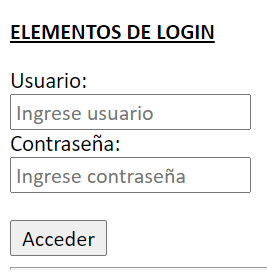 ELEMENTOS DE LOGIN
Usuario:
Ingrese usuario
Contraseña:
Ingrese contraseña
Acceder